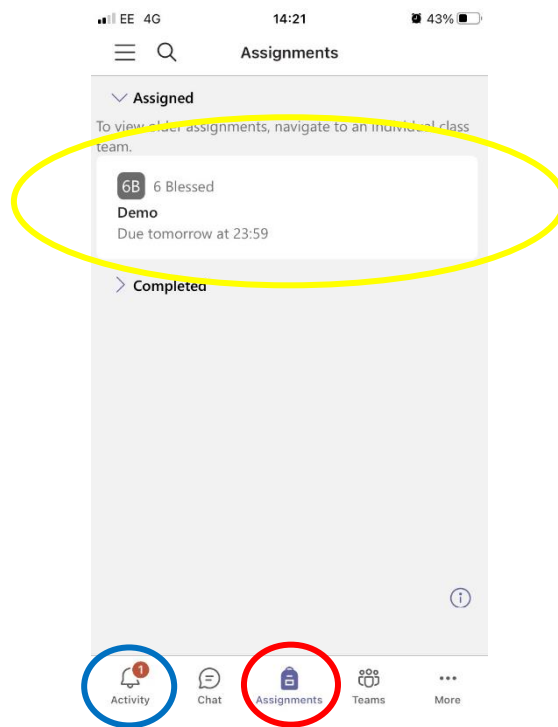 EE 4G 14:21 43%
Assignments
Assigned
To view older assignments, navigate to an individual class
team.
6B 6 Blessed
Demo
Due tomorrow at 23:59
Completed
1
Activity Chat Assignments Teams More